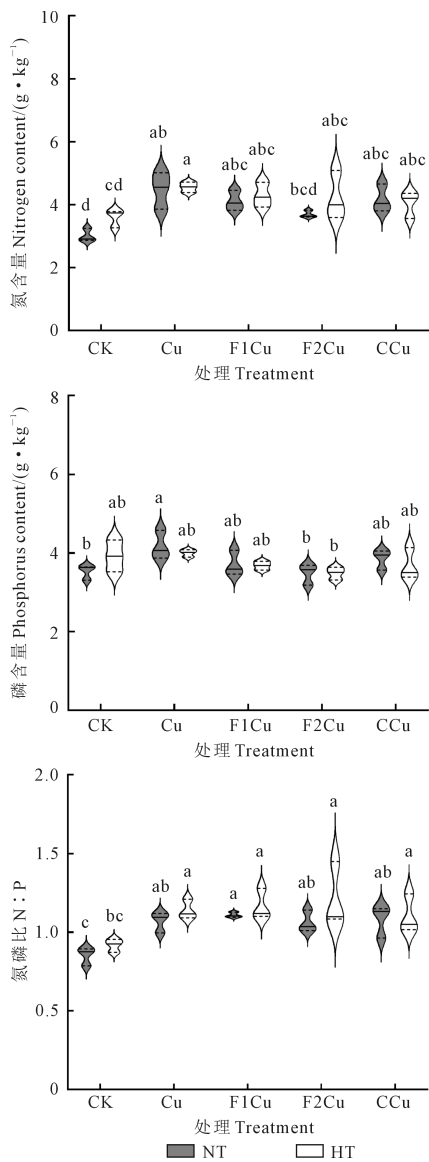 氮含量 Nitrogen content/(g·kg⁻¹)
10
8
6
4
2
0
d
cd
ab
a
abc
abc
bcd
abc
abc
abc
CK
Cu
F1Cu
F2Cu
CCu
处理 Treatment
磷含量 Phosphorus content/(g·kg⁻¹)
8
6
4
2
0
b
ab
a
ab
ab
ab
b
b
ab
ab
CK
Cu
F1Cu
F2Cu
CCu
处理 Treatment
氮磷比 N∶P
2.0
1.5
1.0
0.5
0
c
bc
ab
a
a
a
ab
a
ab
a
CK
Cu
F1Cu
F2Cu
CCu
处理 Treatment
NT
HT